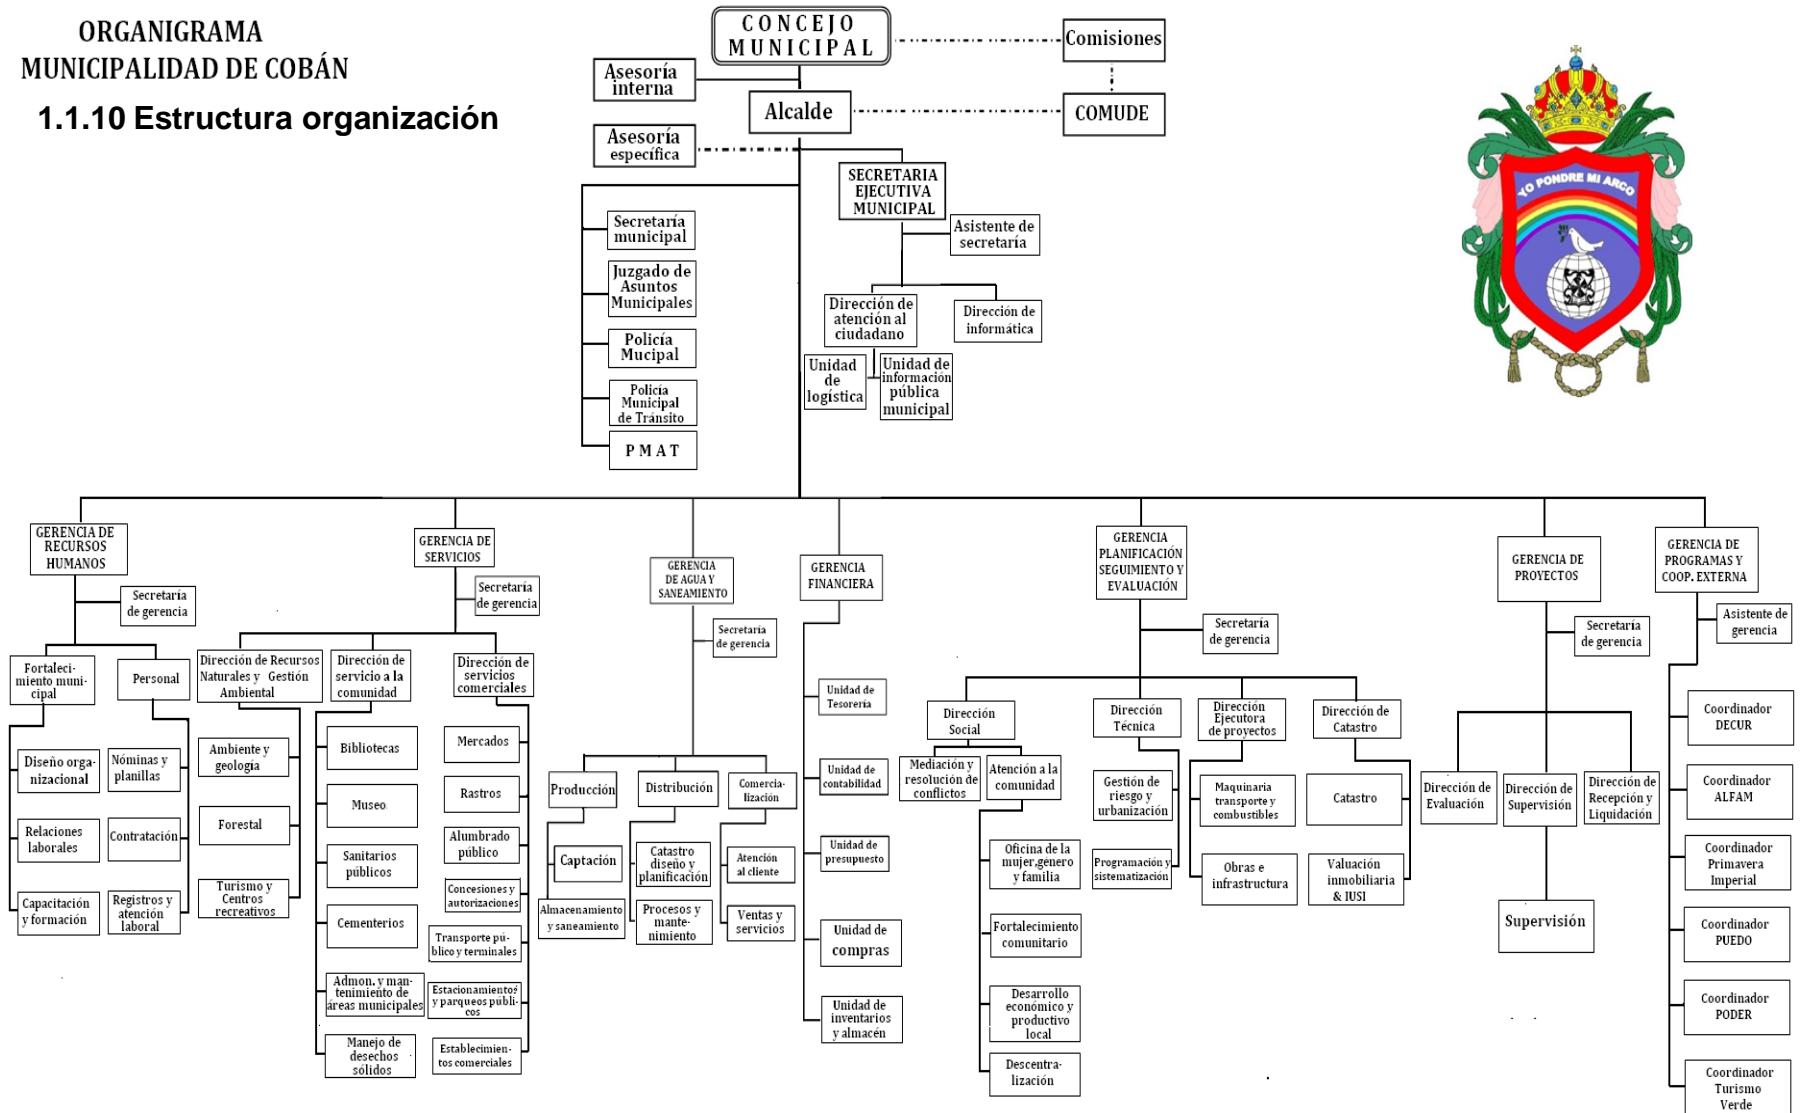 ORGANIGRAMA
MUNICIPALIDAD DE COBÁN
1.1.10 Estructura organización
CONCEJO
MUNICIPAL
Comisiones
Asesoría
interna
Alcalde
COMUDE
Asesoría
específica
SECRETARIA
EJECUTIVA
MUNICIPAL
Asistente de
secretaría
Secretaría
municipal
Juzgado de
Asuntos
Municipales
Policía
Mucipal
Policía
Municipal
de Tránsito
P M A T
Dirección de
atención al
ciudadano
Dirección de
informática
Unidad
de
logística
Unidad de
información
pública
municipal
YO PONDRE MI ARCO
GERENCIA DE
RECURSOS
HUMANOS
Secretaría
de gerencia
Fortaleci-
miento muni-
cipal
Personal
Diseño orga-
nizacional
Relaciones
laborales
Capacitación
y formación
Nóminas y
planillas
Contratación
Registros y
atención
laboral
GERENCIA DE
SERVICIOS
Secretaría
de gerencia
Dirección de Recursos
Naturales y Gestión
Ambiental
Dirección de
servicio a la
comunidad
Dirección de
servicios
comerciales
Ambiente y
geología
Forestal
Turismo y
Centros
recreativos
Bibliotecas
Museo
Sanitarios
públicos
Cementerios
Admon. y man-
tenimiento de
áreas municipales
Manejo de
desechos
sólidos
Mercados
Rastros
Alumbrado
público
Concesiones y
autorizaciones
Transporte pú-
blico y terminales
Estacionamientos
y parqueos públi-
cos
Establecimien-
tos comerciales
GERENCIA
DE AGUA Y
SANEAMIENTO
Secretaría
de gerencia
Producción
Distribución
Comercia-
lización
Captación
Almacenamiento
y saneamiento
Catastro
diseño y
planificación
Procesos y
mante-
nimiento
Atención
al cliente
Ventas y
servicios
GERENCIA
FINANCIERA
Unidad de
Tesorería
Unidad de
contabilidad
Unidad de
presupuesto
Unidad de
compras
Unidad de
inventarios
y almacén
GERENCIA
PLANIFICACIÓN
SEGUIMIENTO Y
EVALUACIÓN
Secretaría
de gerencia
Dirección
Social
Dirección
Técnica
Dirección
Ejecutora
de proyectos
Dirección de
Catastro
Mediación y
resolución de
conflictos
Atención a la
comunidad
Oficina de la
mujer,género
y familia
Fortalecimiento
comunitario
Desarrollo
económico y
productivo
local
Descentra-
lización
Gestión de
riesgo y
urbanización
Programación y
sistematización
Maquinaria
transporte y
combustibles
Obras e
infrastructura
Catastro
Valuación
inmobiliaria
& IUSI
GERENCIA DE
PROYECTOS
Secretaría
de gerencia
Dirección de
Evaluación
Dirección de
Supervisión
Dirección de
Recepción y
Liquidación
Supervisión
GERENCIA DE
PROGRAMAS Y
COOP. EXTERNA
Asistente de
gerencia
Coordinador
DECUR
Coordinador
ALFAM
Coordinador
Primavera
Imperial
Coordinador
PUEDO
Coordinador
PODER
Coordinador
Turismo
Verde